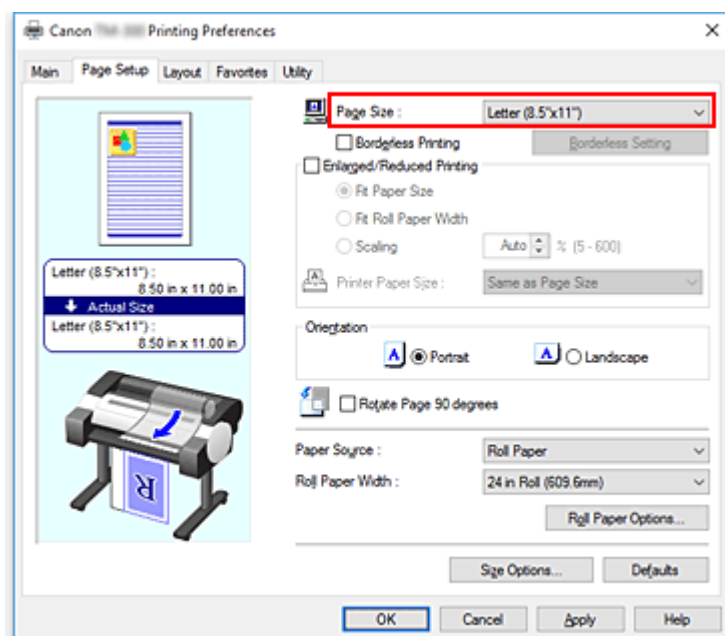 Canon Printing Preferences
Main Page Setup Layout Favorites Utility
Page Size : Letter (8.5"x11")
Borderless Printing Borderless Setting
Enlarged/Reduced Printing
Fit Paper Size
Fit Roll Paper Width
Scaling Auto % (5 - 600)
Printer Paper Size : Same as Page Size
Letter (8.5"x11") :
8.50 in x 11.00 in
Actual Size
Letter (8.5"x11") :
8.50 in x 11.00 in
Orientation
A Portrait A Landscape
Rotate Page 90 degrees
R
Paper Source : Roll Paper
Roll Paper Width : 24 in Roll (609.6mm)
Roll Paper Options...
Size Options... Defaults
OK Cancel Apply Help